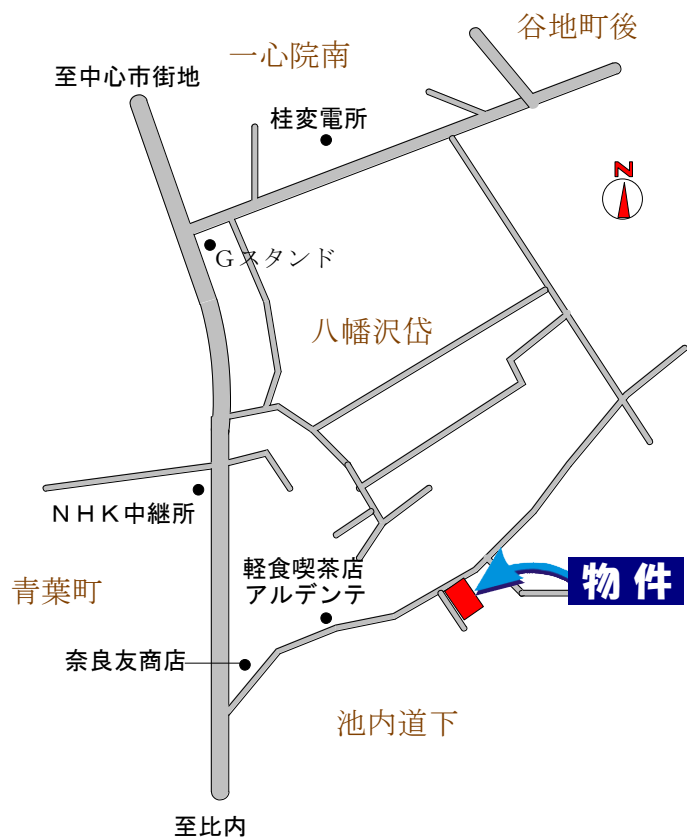 谷地町後
一心院南
至中心市街地
桂変電所
N
Gスタンド
八幡沢岱
NHK中継所
軽食喫茶店
アルデンテ
物件
青葉町
奈良友商店
池内道下
至比内